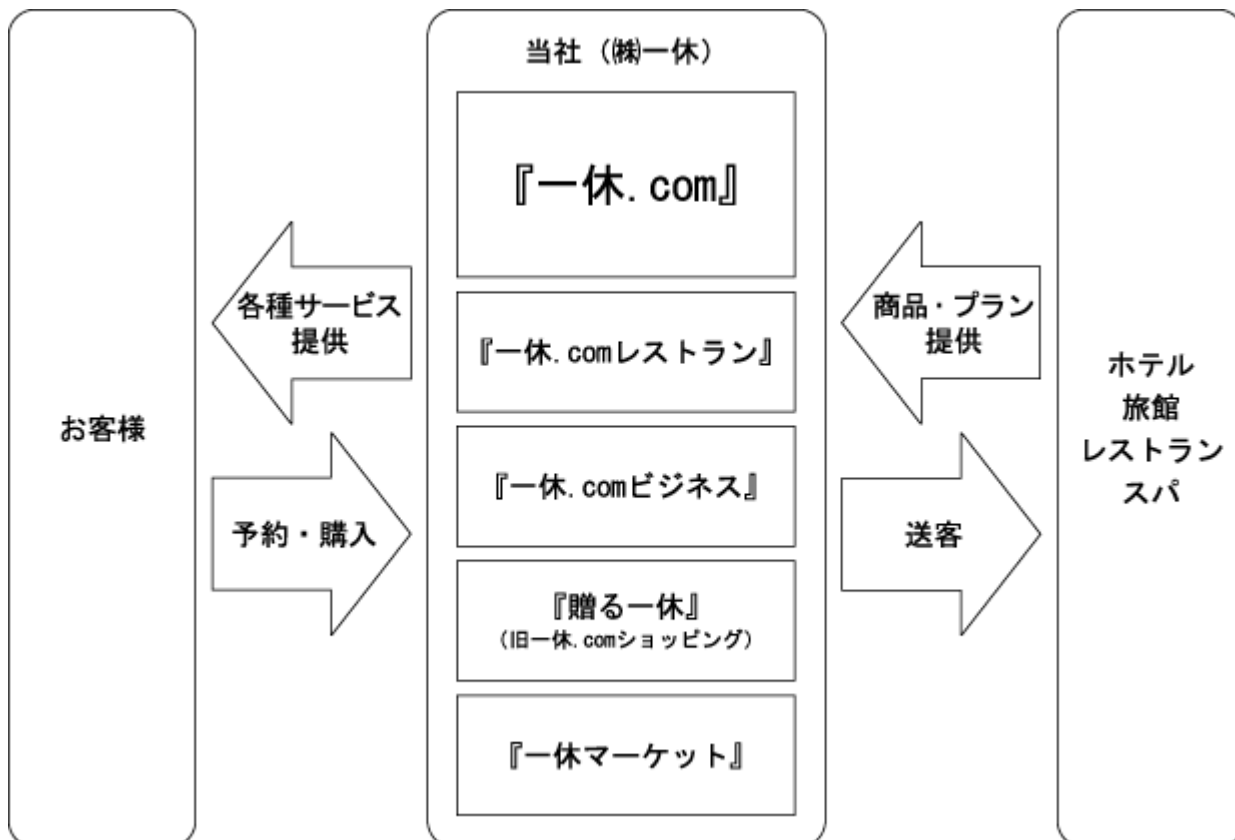 当社（㈱一休）
『一休.com』
各種サービス
提供
商品・プラン
提供
『一休.comレストラン』
お客様
ホテル
旅館
レストラン
スパ
『一休.comビジネス』
予約・購入
送客
『贈る一休』
（旧一休.comショッピング）
『一休マーケット』